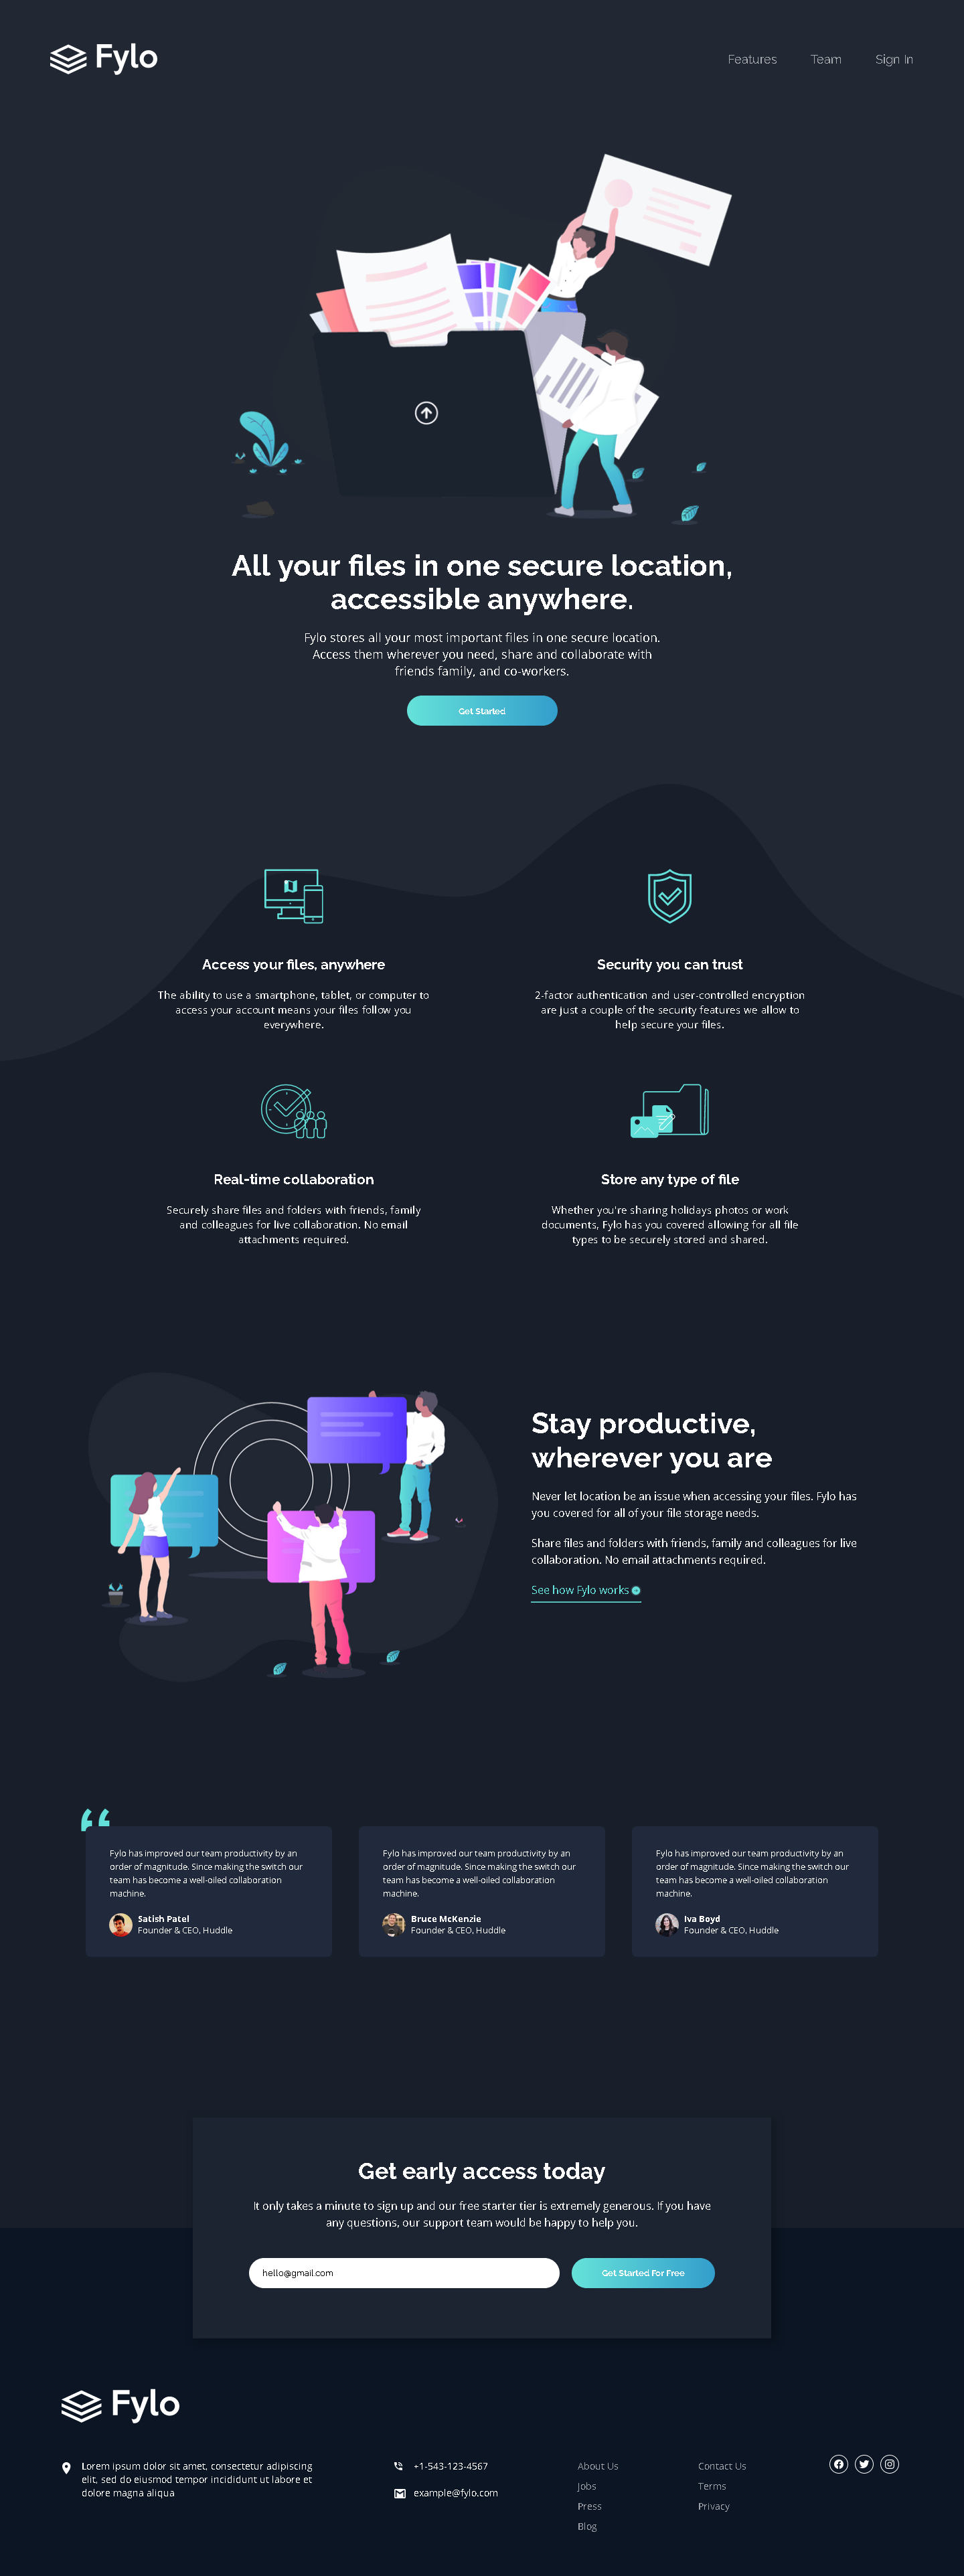 Fylo
Features
Team
Sign In
All your files in one secure location,
accessible anywhere.
Fylo stores all your most important files in one secure location.
Access them wherever you need, share and collaborate with
friends family, and co-workers.
Get Started
Access your files, anywhere
The ability to use a smartphone, tablet, or computer to
access your account means your files follow you
everywhere.
Security you can trust
2-factor authentication and user-controlled encryption
are just a couple of the security features we allow to
help secure your files.
Real-time collaboration
Securely share files and folders with friends, family
and colleagues for live collaboration. No email
attachments required.
Store any type of file
Whether you're sharing holidays photos or work
documents, Fylo has you covered allowing for all file
types to be securely stored and shared.
Stay productive,
wherever you are
Never let location be an issue when accessing your files. Fylo has
you covered for all of your file storage needs.
Share files and folders with friends, family and colleagues for live
collaboration. No email attachments required.
See how Fylo works
Fylo has improved our team productivity by an
order of magnitude. Since making the switch our
team has become a well-oiled collaboration
machine.
Satish Patel
Founder & CEO, Huddle
Fylo has improved our team productivity by an
order of magnitude. Since making the switch our
team has become a well-oiled collaboration
machine.
Bruce McKenzie
Founder & CEO, Huddle
Fylo has improved our team productivity by an
order of magnitude. Since making the switch our
team has become a well-oiled collaboration
machine.
Iva Boyd
Founder & CEO, Huddle
Get early access today
It only takes a minute to sign up and our free starter tier is extremely generous. If you have
any questions, our support team would be happy to help you.
hello@gmail.com
Get Started For Free
Fylo
Lorem ipsum dolor sit amet, consectetur adipiscing
elit, sed do eiusmod tempor incididunt ut labore et
dolore magna aliqua
+1-543-123-4567
example@fylo.com
About Us
Jobs
Press
Blog
Contact Us
Terms
Privacy